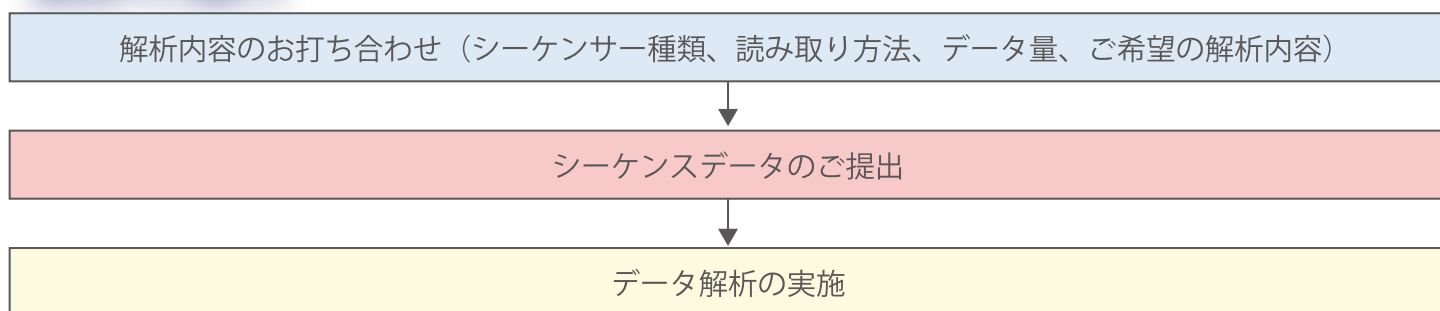 解析内容のお打ち合わせ（シーケンサー種類、読み取り方法、データ量、ご希望の解析内容）
シーケンスデータのご提出
データ解析の実施